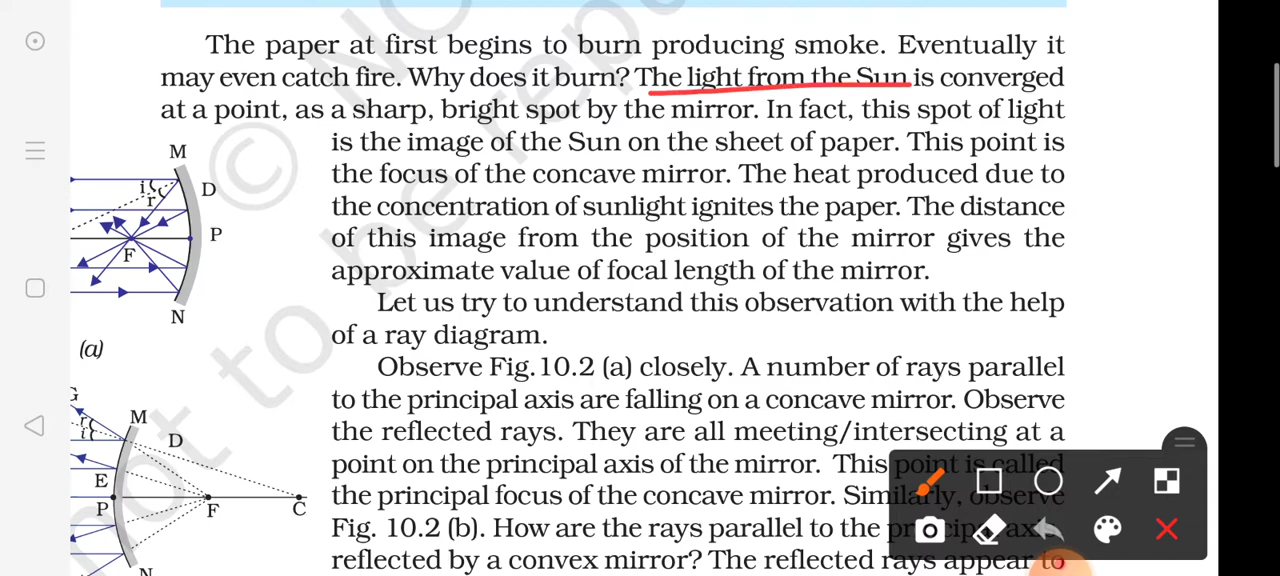 The paper at first begins to burn producing smoke. Eventually it
may even catch fire. Why does it burn? The light from the Sun is converged
at a point, as a sharp, bright spot by the mirror. In fact, this spot of light
is the image of the Sun on the sheet of paper. This point is
the focus of the concave mirror. The heat produced due to
the concentration of sunlight ignites the paper. The distance
of this image from the position of the mirror gives the
approximate value of focal length of the mirror.
Let us try to understand this observation with the help
of a ray diagram.
Observe Fig.10.2 (a) closely. A number of rays parallel
to the principal axis are falling on a concave mirror. Observe
the reflected rays. They are all meeting/intersecting at a
point on the principal axis of the mirror. This point is called
the principal focus of the concave mirror. Similarly, observe
Fig. 10.2 (b). How are the rays parallel to the principal axis
reflected by a convex mirror? The reflected rays appear to
M
i
r
D
P
F
N
(a)
G
r
i
M
D
E
P
F
C
N
©
not to be rep